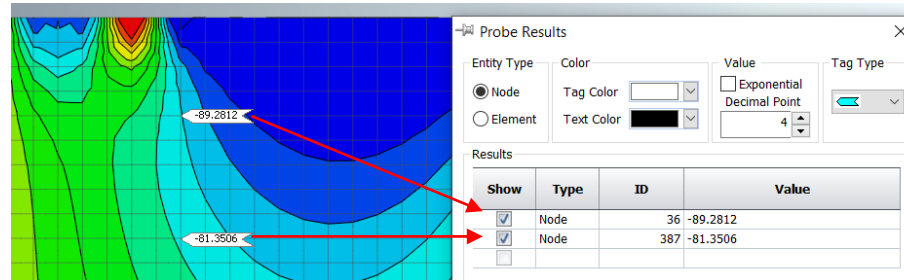 Probe Results
Entity Type
Color
Value
Tag Type
Node
Tag Color
Exponential
Decimal Point
Element
Text Color
4
Results
Show Type ID Value
Node 36 -89.2812
Node 387 -81.3506
-89.2812
-81.3506